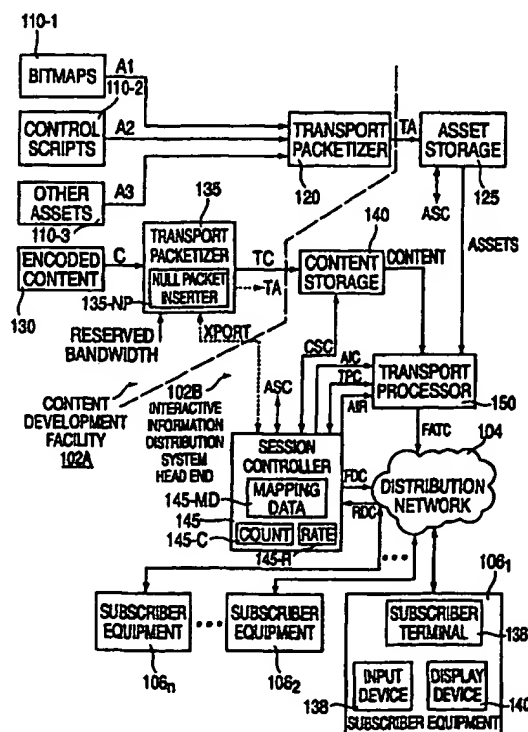 110-1
BITMAPS
A1
110-2
CONTROL
SCRIPTS
A2
TRANSPORT
PACKETIZER
120
TA
ASSET
STORAGE
125
OTHER
ASSETS
A3
110-3
135
ASC
ENCODED
CONTENT
130
C
TRANSPORT
PACKETIZER
NULL PACKET
INSERTER
135-NP
TC
TA
140
CONTENT
STORAGE
CONTENT
ASSETS
RESERVED
BANDWIDTH
XPORT
CSC
AIC
TPC
AIR
TRANSPORT
PROCESSOR
150
CONTENT
DEVELOPMENT
FACILITY
102A
102B
INTERACTIVE
INFORMATION
DISTRIBUTION
SYSTEM
HEAD END
ASC
SESSION
CONTROLLER
MAPPING
DATA
145-MD
145
COUNT
RATE
145-C
145-R
FATC
104
FDC
RDC
DISTRIBUTION
NETWORK
SUBSCRIBER
EQUIPMENT
106n
SUBSCRIBER
EQUIPMENT
106₂
106₁
SUBSCRIBER
TERMINAL
138
INPUT
DEVICE
138
DISPLAY
DEVICE
140
SUBSCRIBER EQUIPMENT